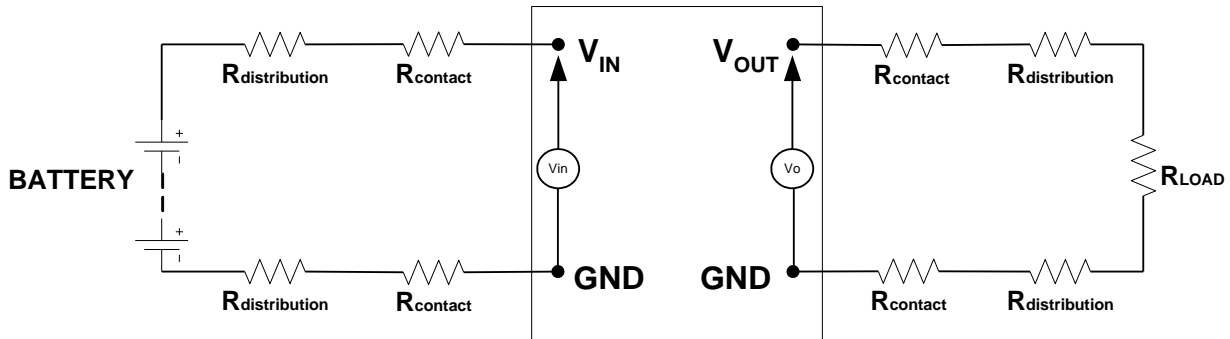 Rdistribution
Rcontact
VIN
VOUT
Rcontact
Rdistribution
+
-
BATTERY
Vin
Vo
RLOAD
+
-
Rdistribution
Rcontact
GND
GND
Rcontact
Rdistribution